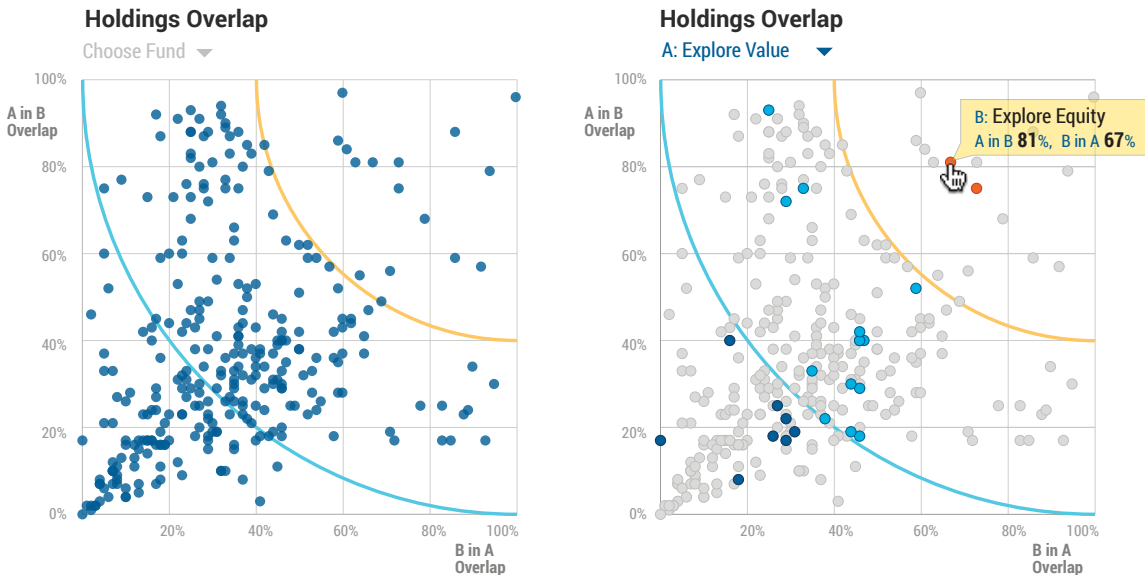 Holdings Overlap
Choose Fund
100%
A in B
Overlap
80%
60%
40%
20%
0%
20%
40%
60%
80%
100%
B in A
Overlap
Holdings Overlap
A: Explore Value
100%
A in B
Overlap
B: Explore Equity
A in B 81%, B in A 67%
80%
60%
40%
20%
0%
20%
40%
60%
80%
100%
B in A
Overlap